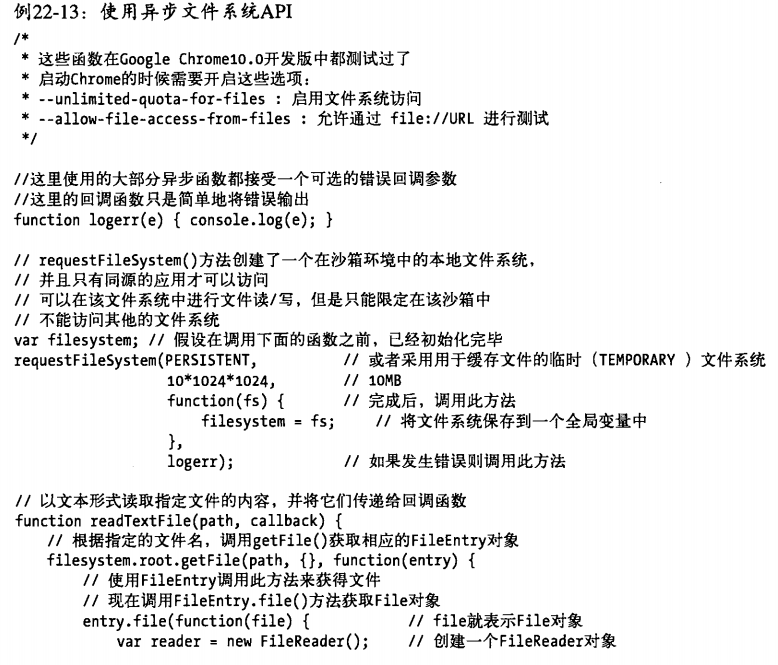 例22-13：使用异步文件系统API
/*
 * 这些函数在Google Chrome10.0开发版中都测试过了
 * 启动Chrome的时候需要开启这些选项：
 * --unlimited-quota-for-files : 启用文件系统访问
 * --allow-file-access-from-files : 允许通过 file://URL 进行测试
 */
//这里使用的大部分异步函数都接受一个可选的错误回调参数
//这里的回调函数只是简单地将错误输出
function logerr(e) { console.log(e); }
// requestFileSystem()方法创建了一个在沙箱环境中的本地文件系统,
// 并且只有同源的应用才可以访问
// 可以在该文件系统中进行文件读/写，但是只能限定在该沙箱中
// 不能访问其他的文件系统
var filesystem; // 假设在调用下面的函数之前，已经初始化完毕
requestFileSystem(PERSISTENT, // 或者采用用于缓存文件的临时（TEMPORARY ）文件系统
10*1024*1024, // 10MB
function(fs) { // 完成后，调用此方法
filesystem = fs; // 将文件系统保存到一个全局变量中
},
logerr); // 如果发生错误则调用此方法
// 以文本形式读取指定文件的内容，并将它们传递给回调函数
function readTextFile(path, callback) {
// 根据指定的文件名，调用getFile()获取相应的FileEntry对象
filesystem.root.getFile(path, {}, function(entry) {
// 使用FileEntry调用此方法来获得文件
// 现在调用FileEntry.file()方法获取File对象
entry.file(function(file) { // file就表示File对象
var reader = new FileReader(); // 创建一个FileReader对象